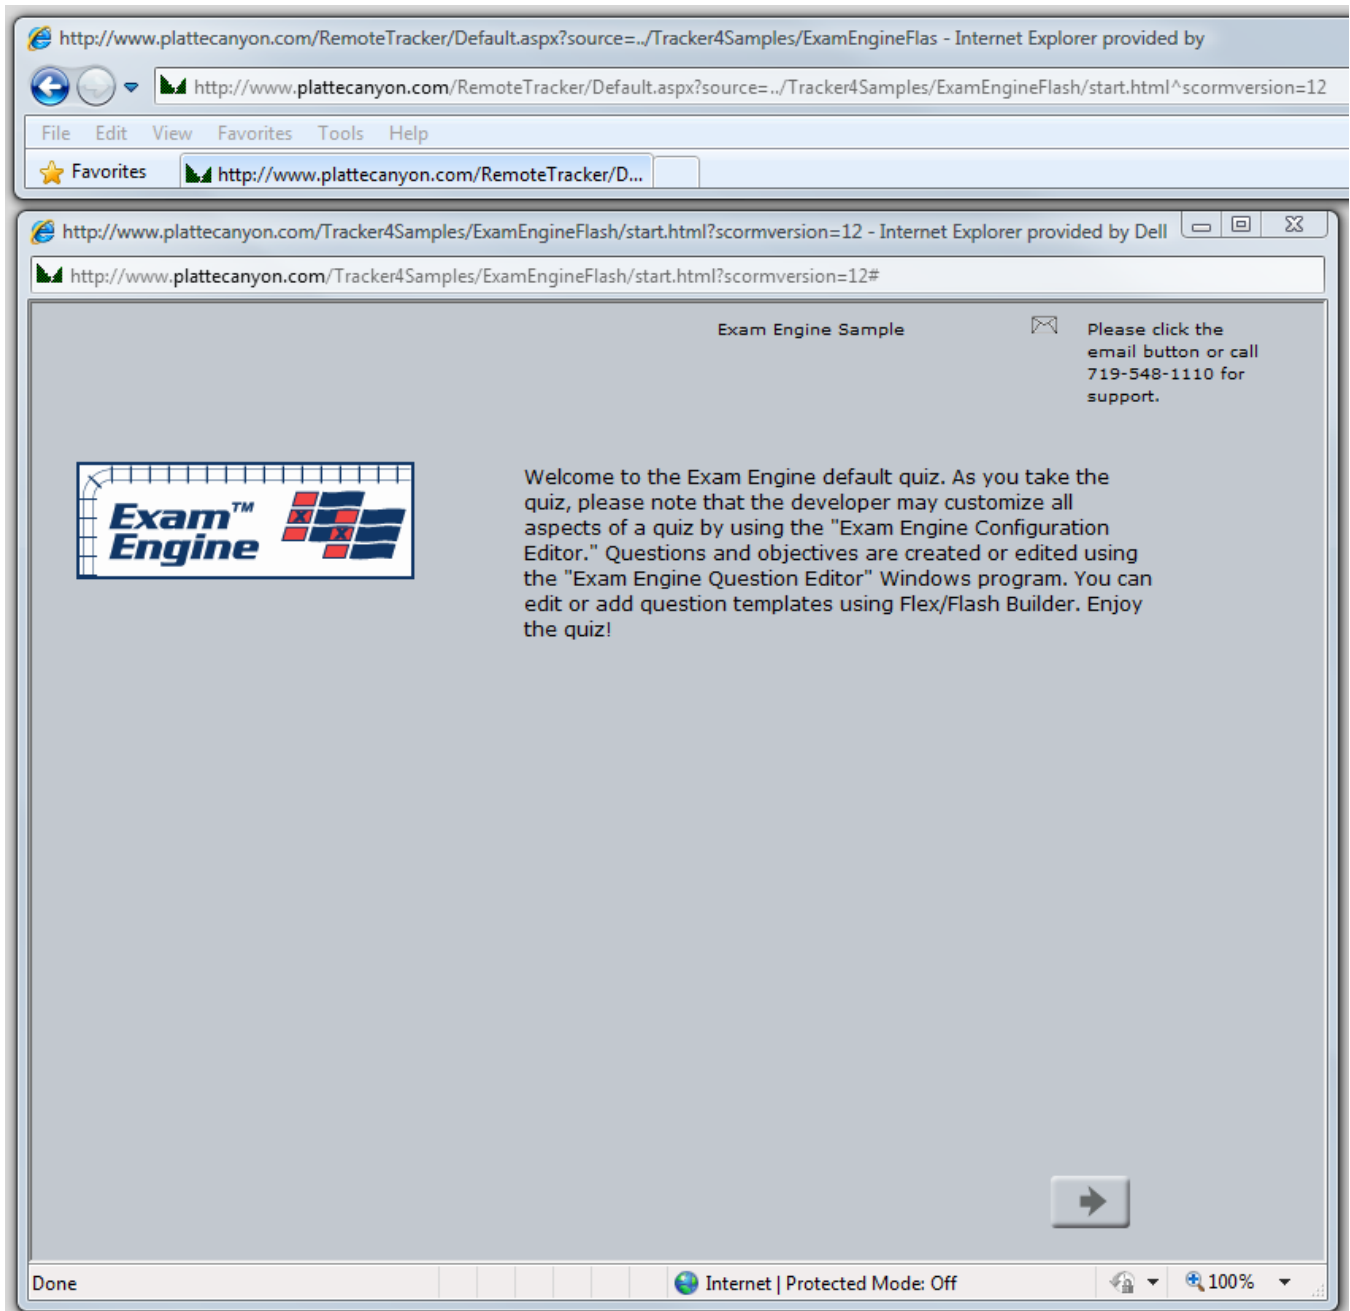 http://www.plattecanyon.com/RemoteTracker/Default.aspx?source=../Tracker4Samples/ExamEngineFlas - Internet Explorer provided by
http://www.plattecanyon.com/RemoteTracker/Default.aspx?source=../Tracker4Samples/ExamEngineFlash/start.html^scormversion=12
File Edit View Favorites Tools Help
Favorites http://www.plattecanyon.com/RemoteTracker/D...
http://www.plattecanyon.com/Tracker4Samples/ExamEngineFlash/start.html?scormversion=12 - Internet Explorer provided by Dell
http://www.plattecanyon.com/Tracker4Samples/ExamEngineFlash/start.html?scormversion=12#
Exam Engine Sample
Please click the
email button or call
719-548-1110 for
support.
Exam™
Engine
Welcome to the Exam Engine default quiz. As you take the
quiz, please note that the developer may customize all
aspects of a quiz by using the "Exam Engine Configuration
Editor." Questions and objectives are created or edited using
the "Exam Engine Question Editor" Windows program. You can
edit or add question templates using Flex/Flash Builder. Enjoy
the quiz!
Done Internet | Protected Mode: Off 100%